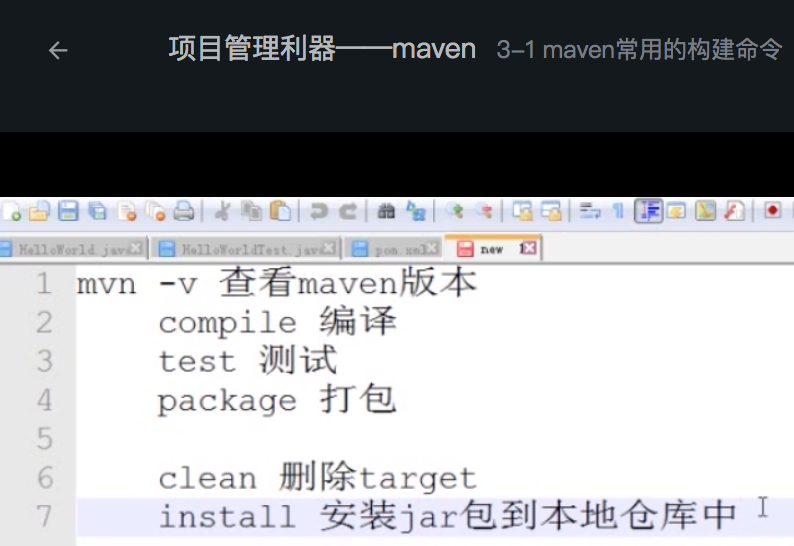 项目管理利器——maven 3-1 maven常用的构建命令
HelloWorld.java HelloWorldTest.java pom.xml new 1
1 mvn -v 查看maven版本
2 compile 编译
3 test 测试
4 package 打包
5
6 clean 删除target
7 install 安装jar包到本地仓库中